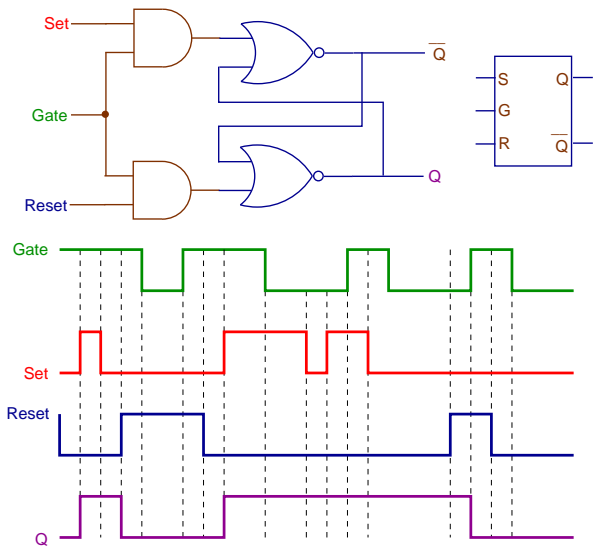 Set
Q̅
S Q
Gate
G
R Q̅
Q
Reset
Gate
Set
Reset
Q